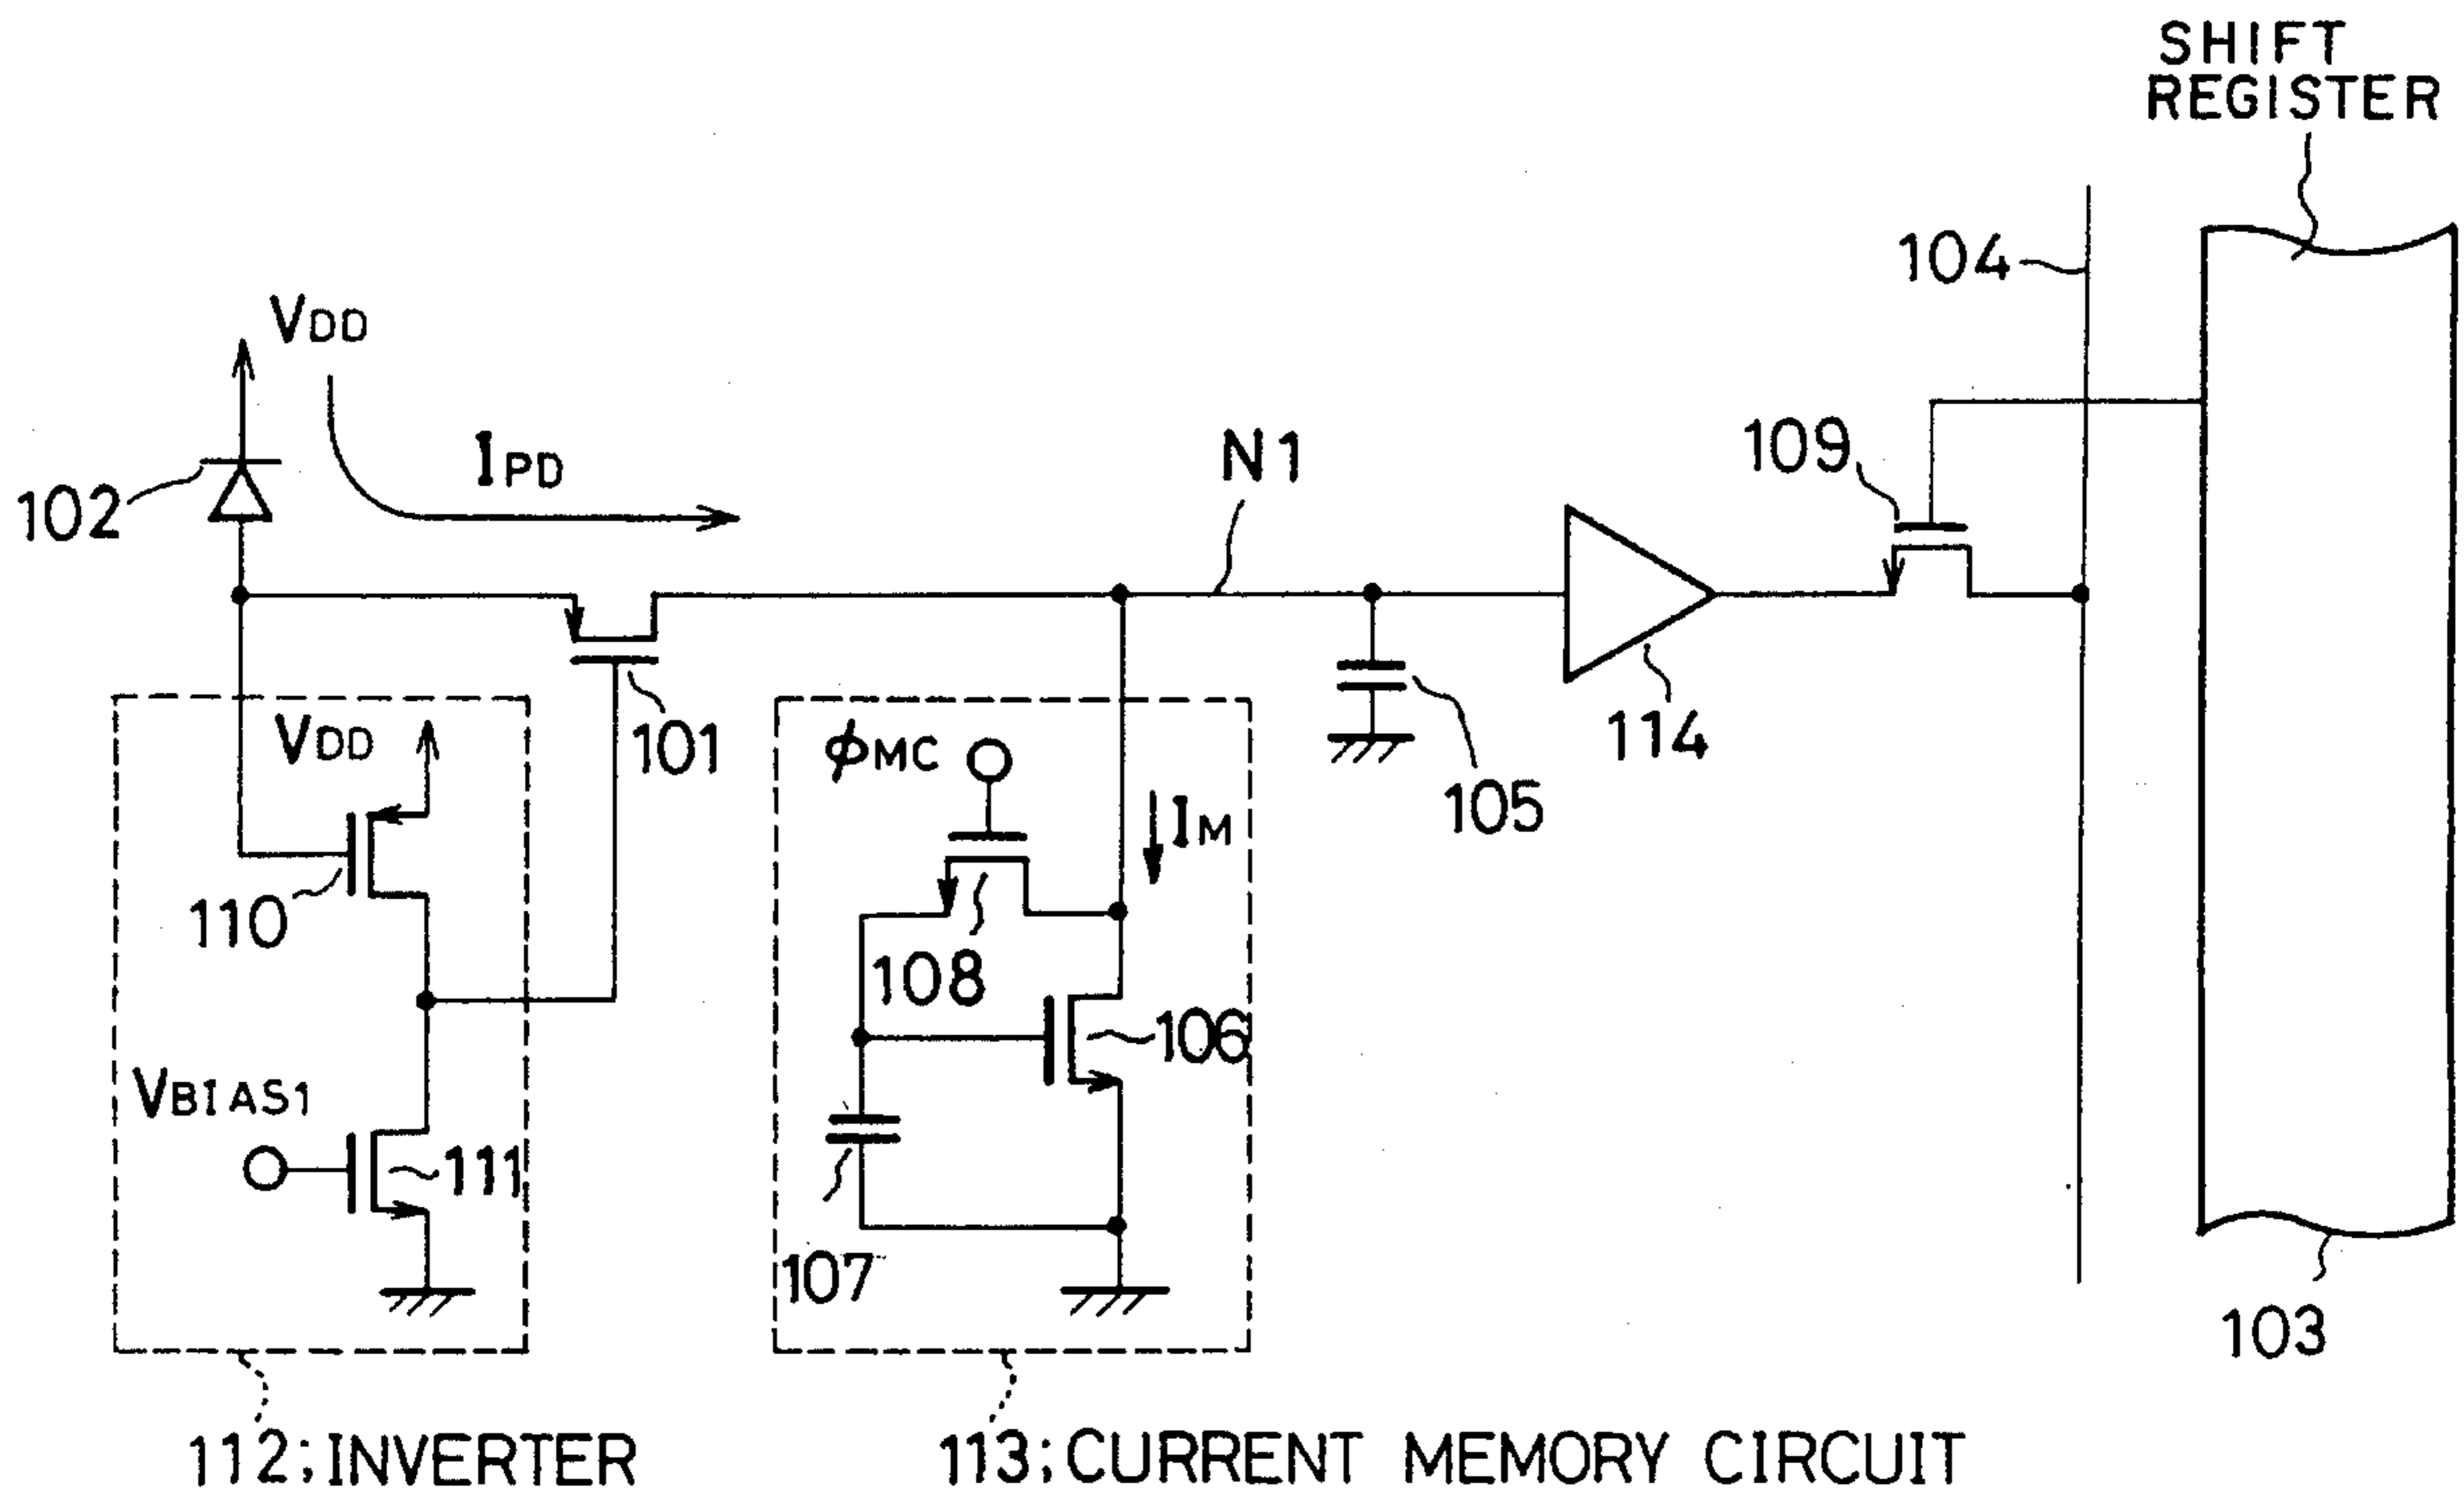 SHIFT
REGISTER
104
VDD
109
N1
IPD
102
VDD
101
ϕMC
114
IM
105
110
108
106
VBIAS1
111
107
103
112;INVERTER
113;CURRENT MEMORY CIRCUIT